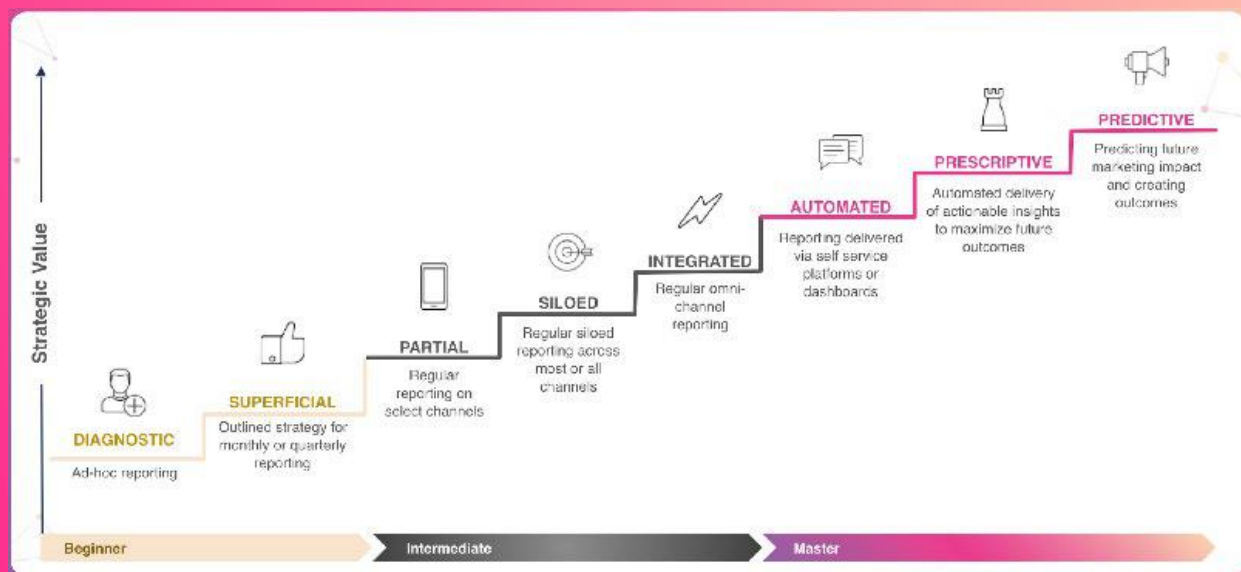 Strategic Value
PREDICTIVE
Predicting future
marketing impact
and creating
outcomes
PRESCRIPTIVE
Automated delivery
of actionable insights
to maximize future
outcomes
AUTOMATED
Reporting delivered
via self service
platforms or
dashboards
INTEGRATED
Regular omni-
channel
reporting
SILOED
Regular siloed
reporting across
most or all
channels
PARTIAL
Regular
reporting on
select channels
SUPERFICIAL
Outlined strategy for
monthly or quarterly
reporting
DIAGNOSTIC
Ad-hoc reporting
Beginner
Intermediate
Master